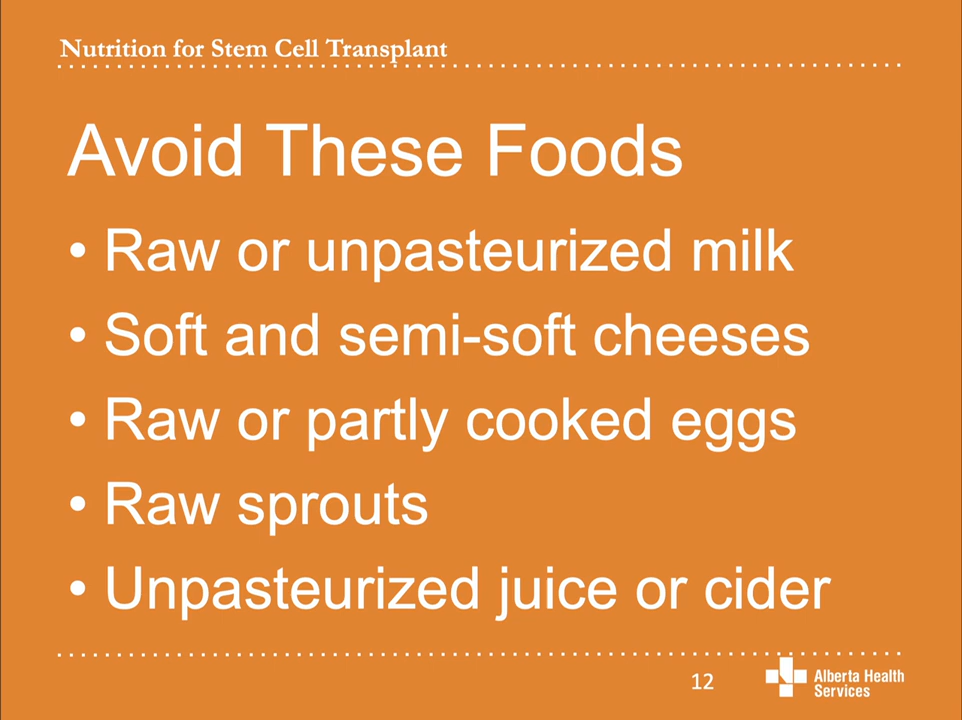 Nutrition for Stem Cell Transplant
Avoid These Foods
• Raw or unpasteurized milk
• Soft and semi-soft cheeses
• Raw or partly cooked eggs
• Raw sprouts
• Unpasteurized juice or cider
12
Alberta Health
Services